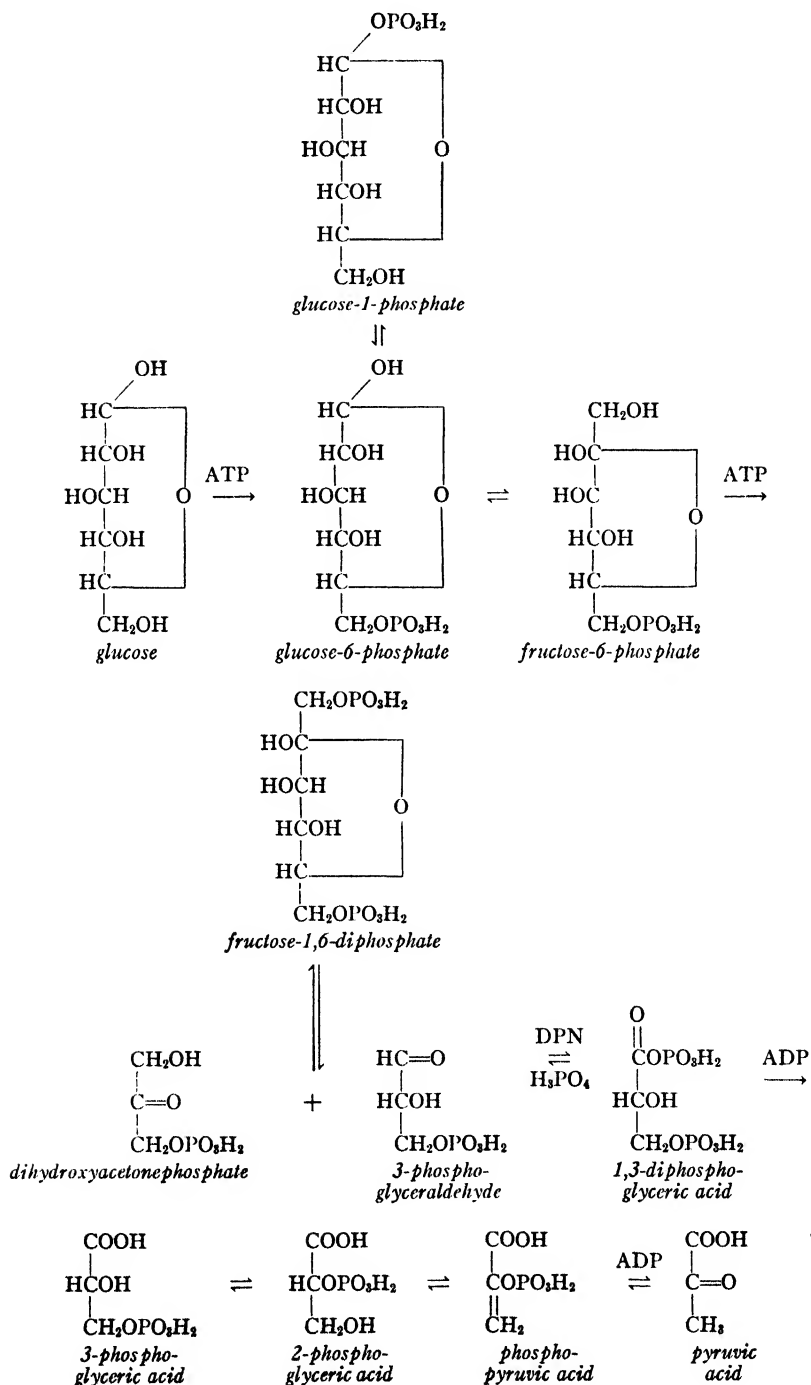 OPO₃H₂
HC
HCOH
HOCH O
HCOH
HC
CH₂OH
glucose-1-phosphate
⇌
OH OH
HC HC CH₂OH
HCOH HCOH HOC
HOCH O ATP → HOCH O ⇌ HOC O ATP →
HCOH HCOH HCOH
HC HC HC
CH₂OH CH₂OPO₃H₂ CH₂OPO₃H₂
glucose glucose-6-phosphate fructose-6-phosphate
CH₂OPO₃H₂
HOC
HOCH
O
HCOH
HC
CH₂OPO₃H₂
fructose-1,6-diphosphate
⇌
O
CH₂OH HC=O DPN COPO₃H₂ ADP
C=O + HCOH ⇌ H₃PO₄ HCOH →
CH₂OPO₃H₂ CH₂OPO₃H₂ CH₂OPO₃H₂
dihydroxyacetonephosphate 3-phospho- 1,3-diphospho-
glyceraldehyde glyceric acid
COOH COOH COOH COOH
HCOH ⇌ HCOPO₃H₂ ⇌ COPO₃H₂ ADP ⇌ C=O
CH₂OPO₃H₂ CH₂OH CH₂ CH₃
3-phospho- 2-phospho- phospho- pyruvic
glyceric acid glyceric acid pyruvic acid acid